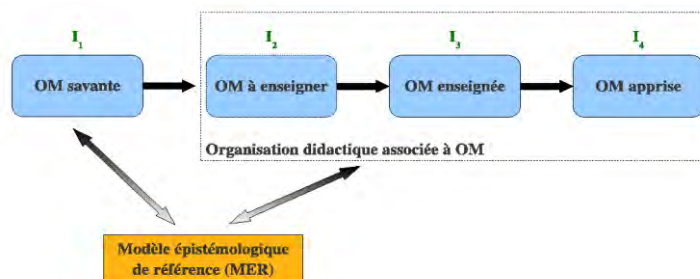 I1 I2 I3 I4
OM savante OM à enseigner OM enseignée OM apprise
Organisation didactique associée à OM
Modèle épistémologique
de référence (MER)